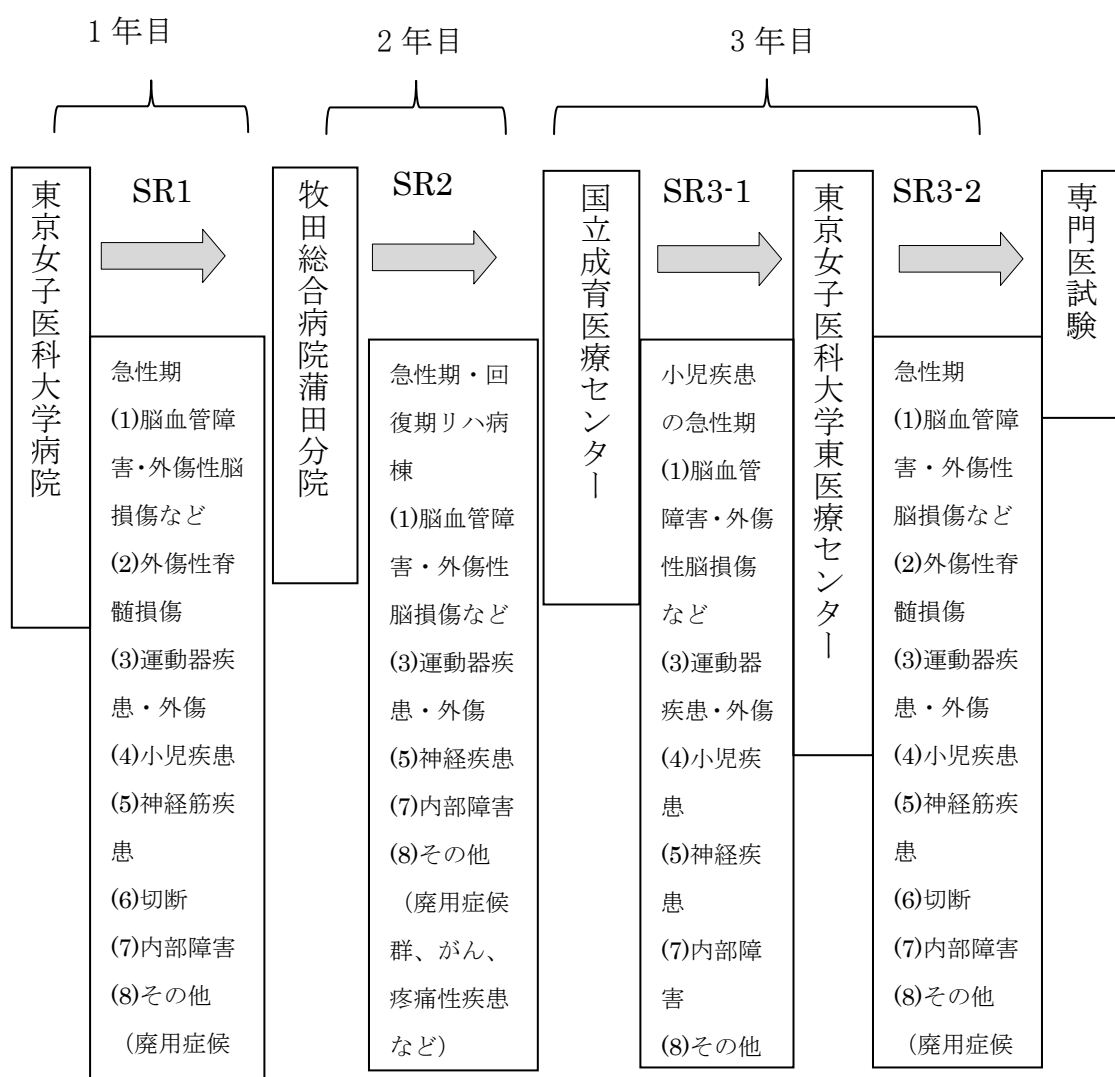 1 年目
2 年目
3 年目
東京女子医科大学病院
SR1
急性期
(1)脳血管障
害・外傷性脳
損傷など
(2)外傷性脊
髄損傷
(3)運動器疾
患・外傷
(4)小児疾患
(5)神経筋疾
患
(6)切断
(7)内部障害
(8)その他
（廃用症候
牧田総合病院蒲田分院
SR2
急性期・回
復期リハ病
棟
(1)脳血管障
害・外傷性
脳損傷など
(3)運動器疾
患・外傷
(5)神経疾患
(7)内部障害
(8)その他
（廃用症候
群、がん、
疼痛性疾患
など）
国立成育医療センター
SR3-1
小児疾患
の急性期
(1)脳血管
障害・外傷
性脳損傷
など
(3)運動器
疾患・外傷
(4)小児疾
患
(5)神経疾
患
(7)内部障
害
(8)その他
東京女子医科大学東医療センター
SR3-2
急性期
(1)脳血管障
害・外傷性
脳損傷など
(2)外傷性脊
髄損傷
(3)運動器疾
患・外傷
(4)小児疾患
(5)神経筋疾
患
(6)切断
(7)内部障害
(8)その他
（廃用症候
専門医試験